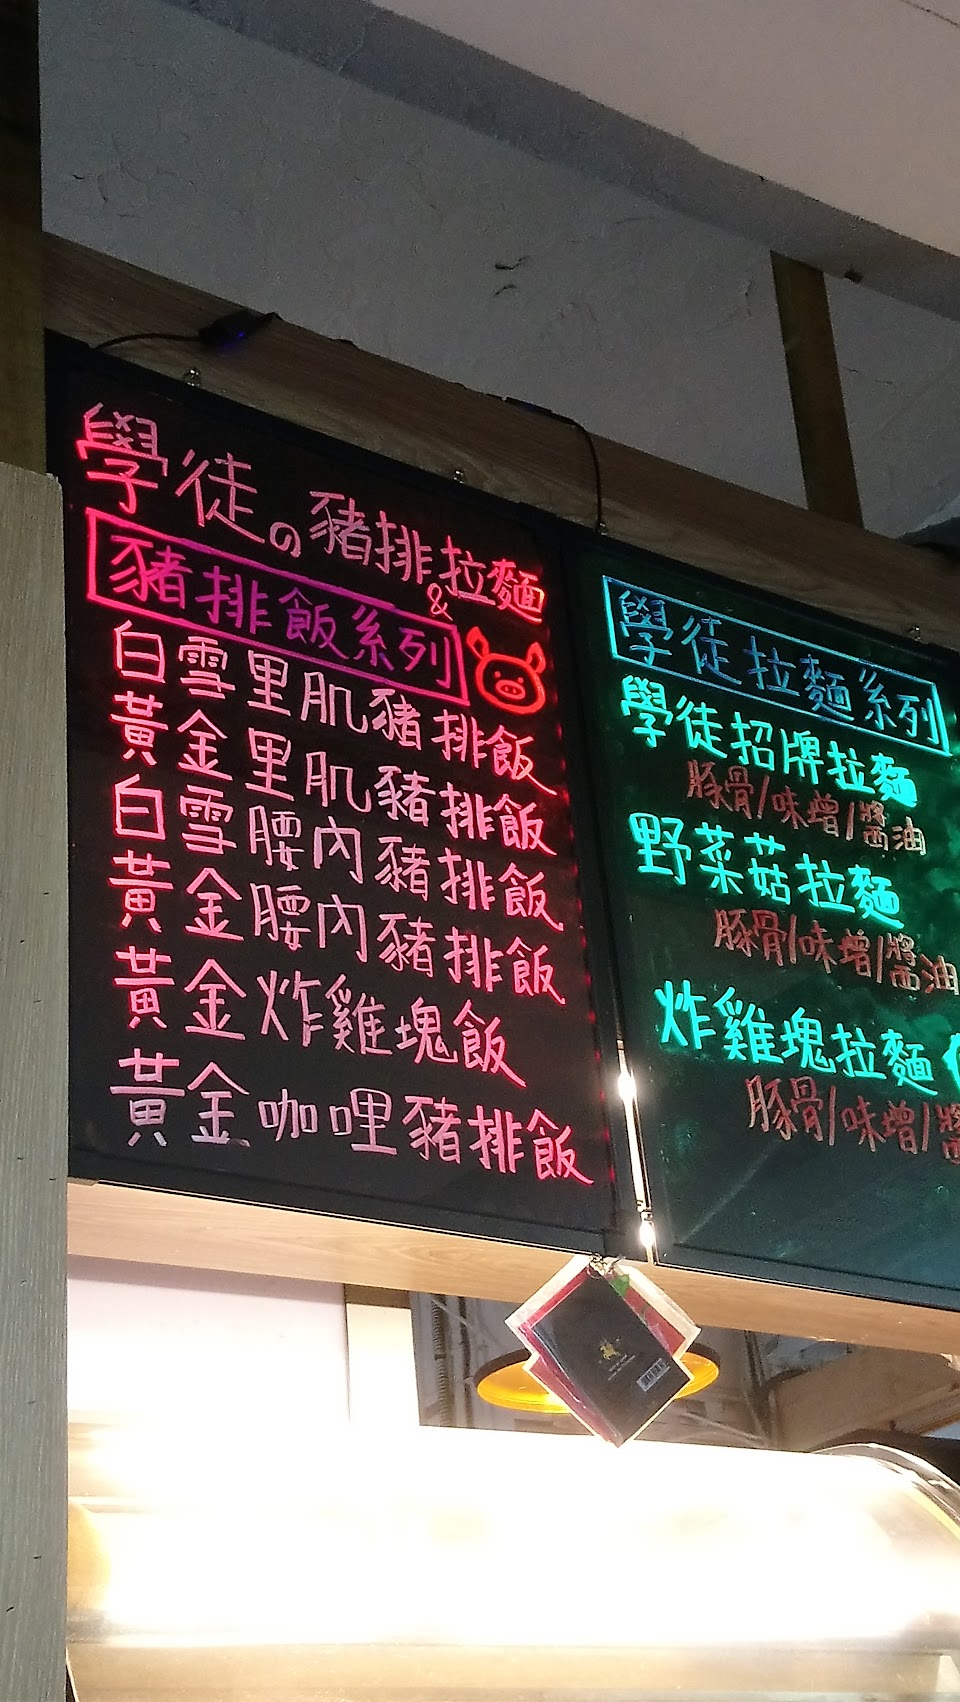 學徒の豬排&拉麵
豬排飯系列
白雪里肌豬排飯
黃金里肌豬排飯
白雪腰內豬排飯
黃金腰內豬排飯
黃金炸雞塊飯
黃金咖哩豬排飯
學徒拉麵系列
學徒招牌拉麵
豚骨/味增/醬油
野菜菇拉麵
豚骨/味增/醬油
炸雞塊拉麵
豚骨/味增/醬